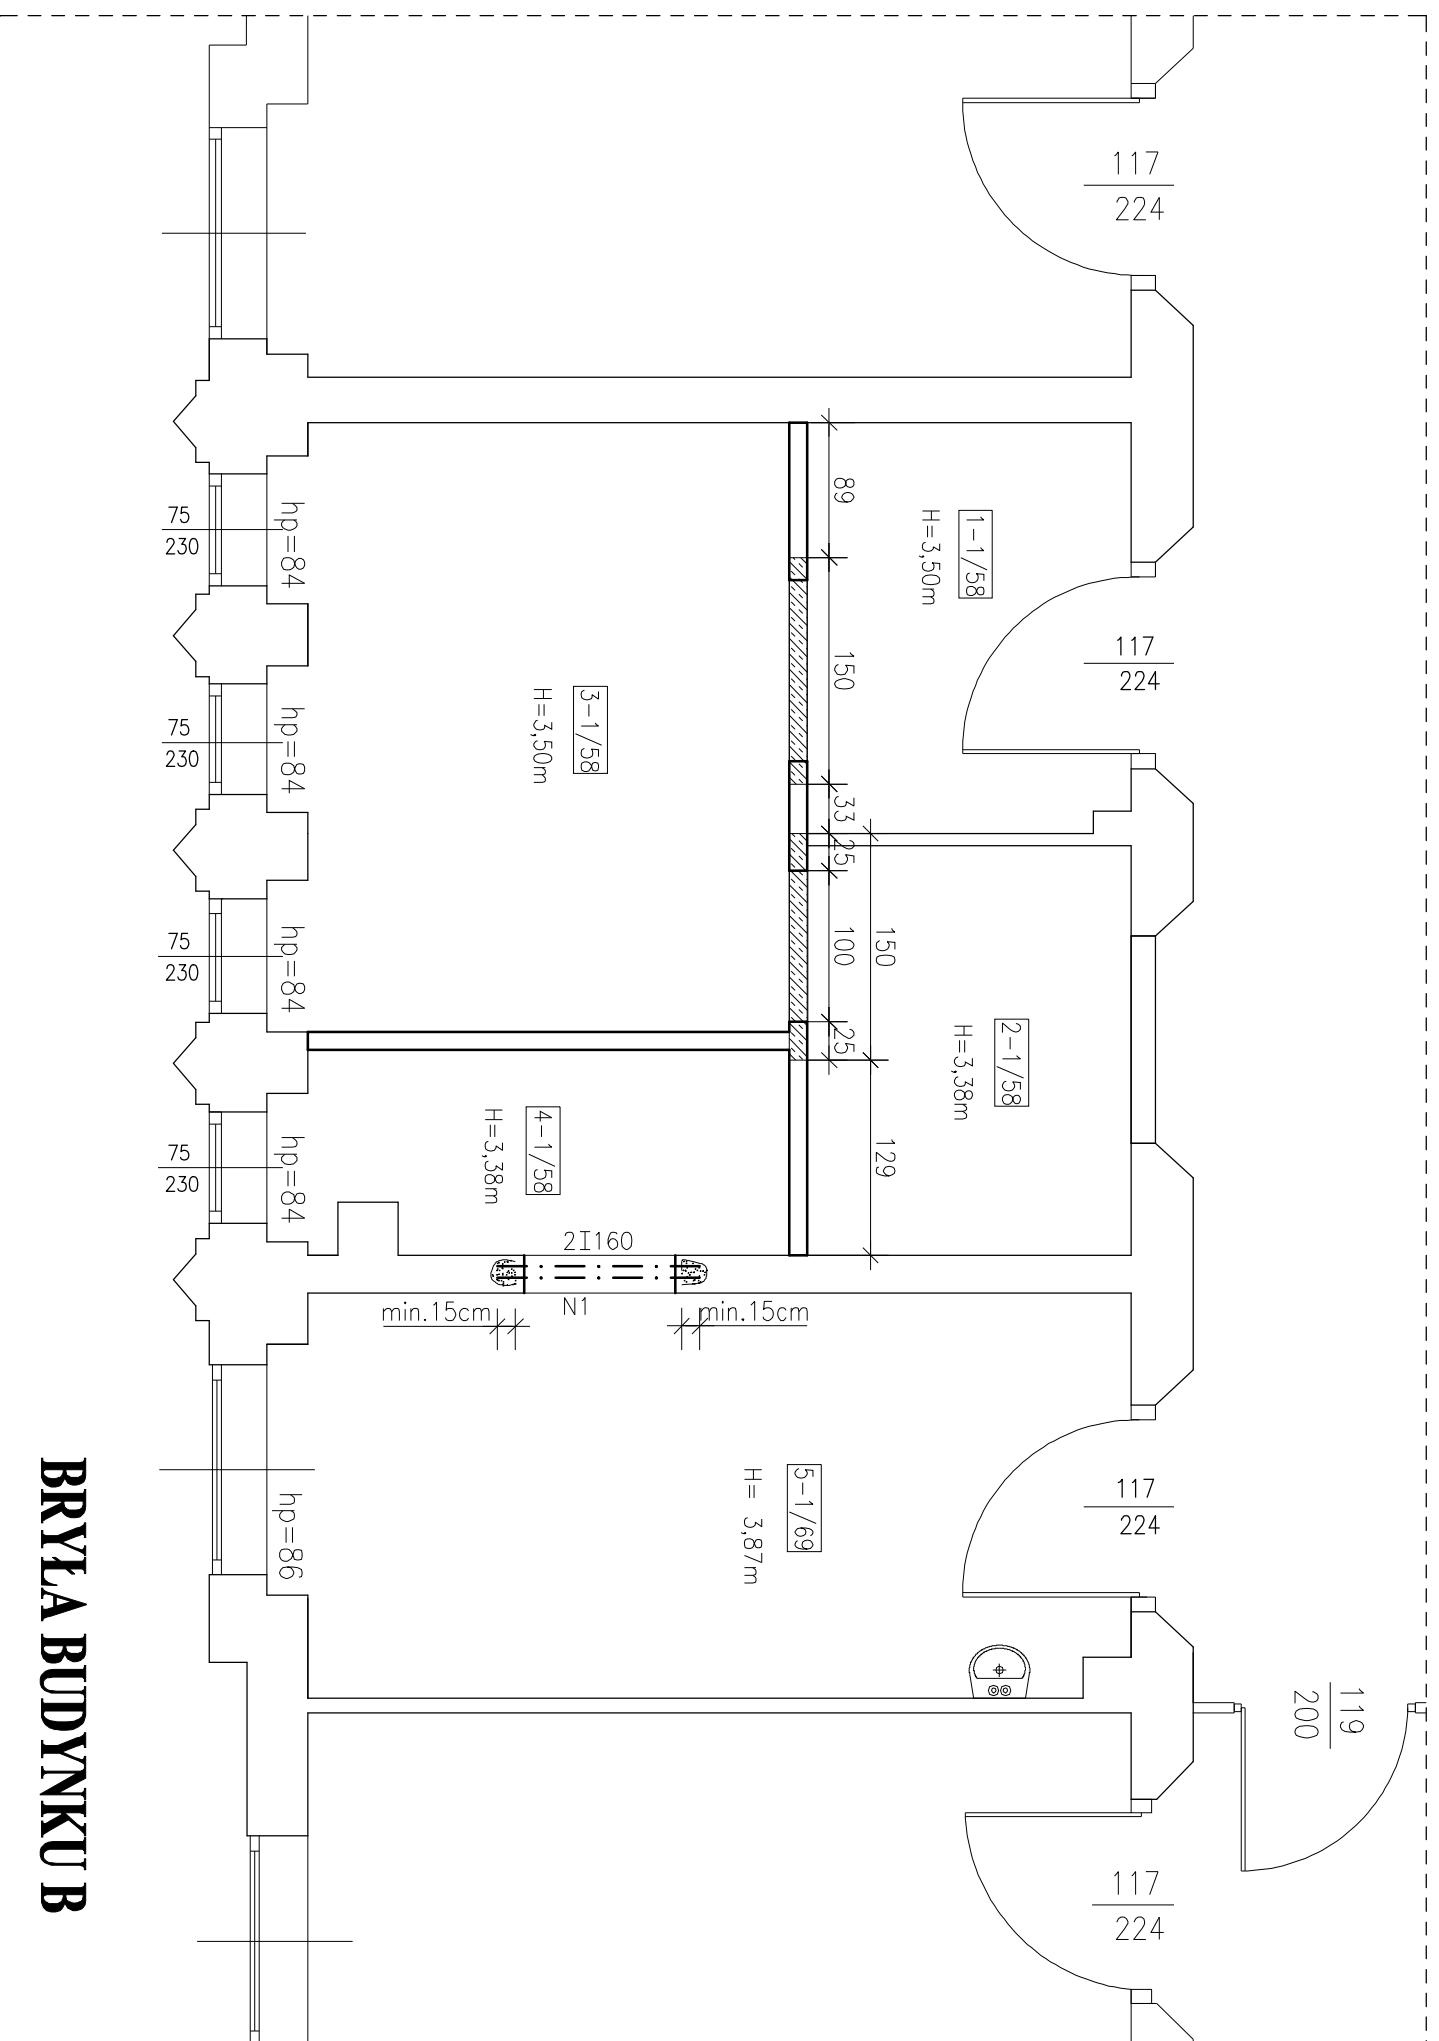 117
224
89
1-1/58
H=3,50m
117
224
150
3-1/58
H=3,50m
33
25
100
150
25
129
2-1/58
H=3,38m
4-1/58
H=3,38m
75
230
hp=84
75
230
hp=84
75
230
hp=84
75
230
hp=84
2I160
N1
min.15cm
min.15cm
5-1/69
H= 3,87m
117
224
hp=86
119
200
117
224
BRYŁA BUDYNKU B